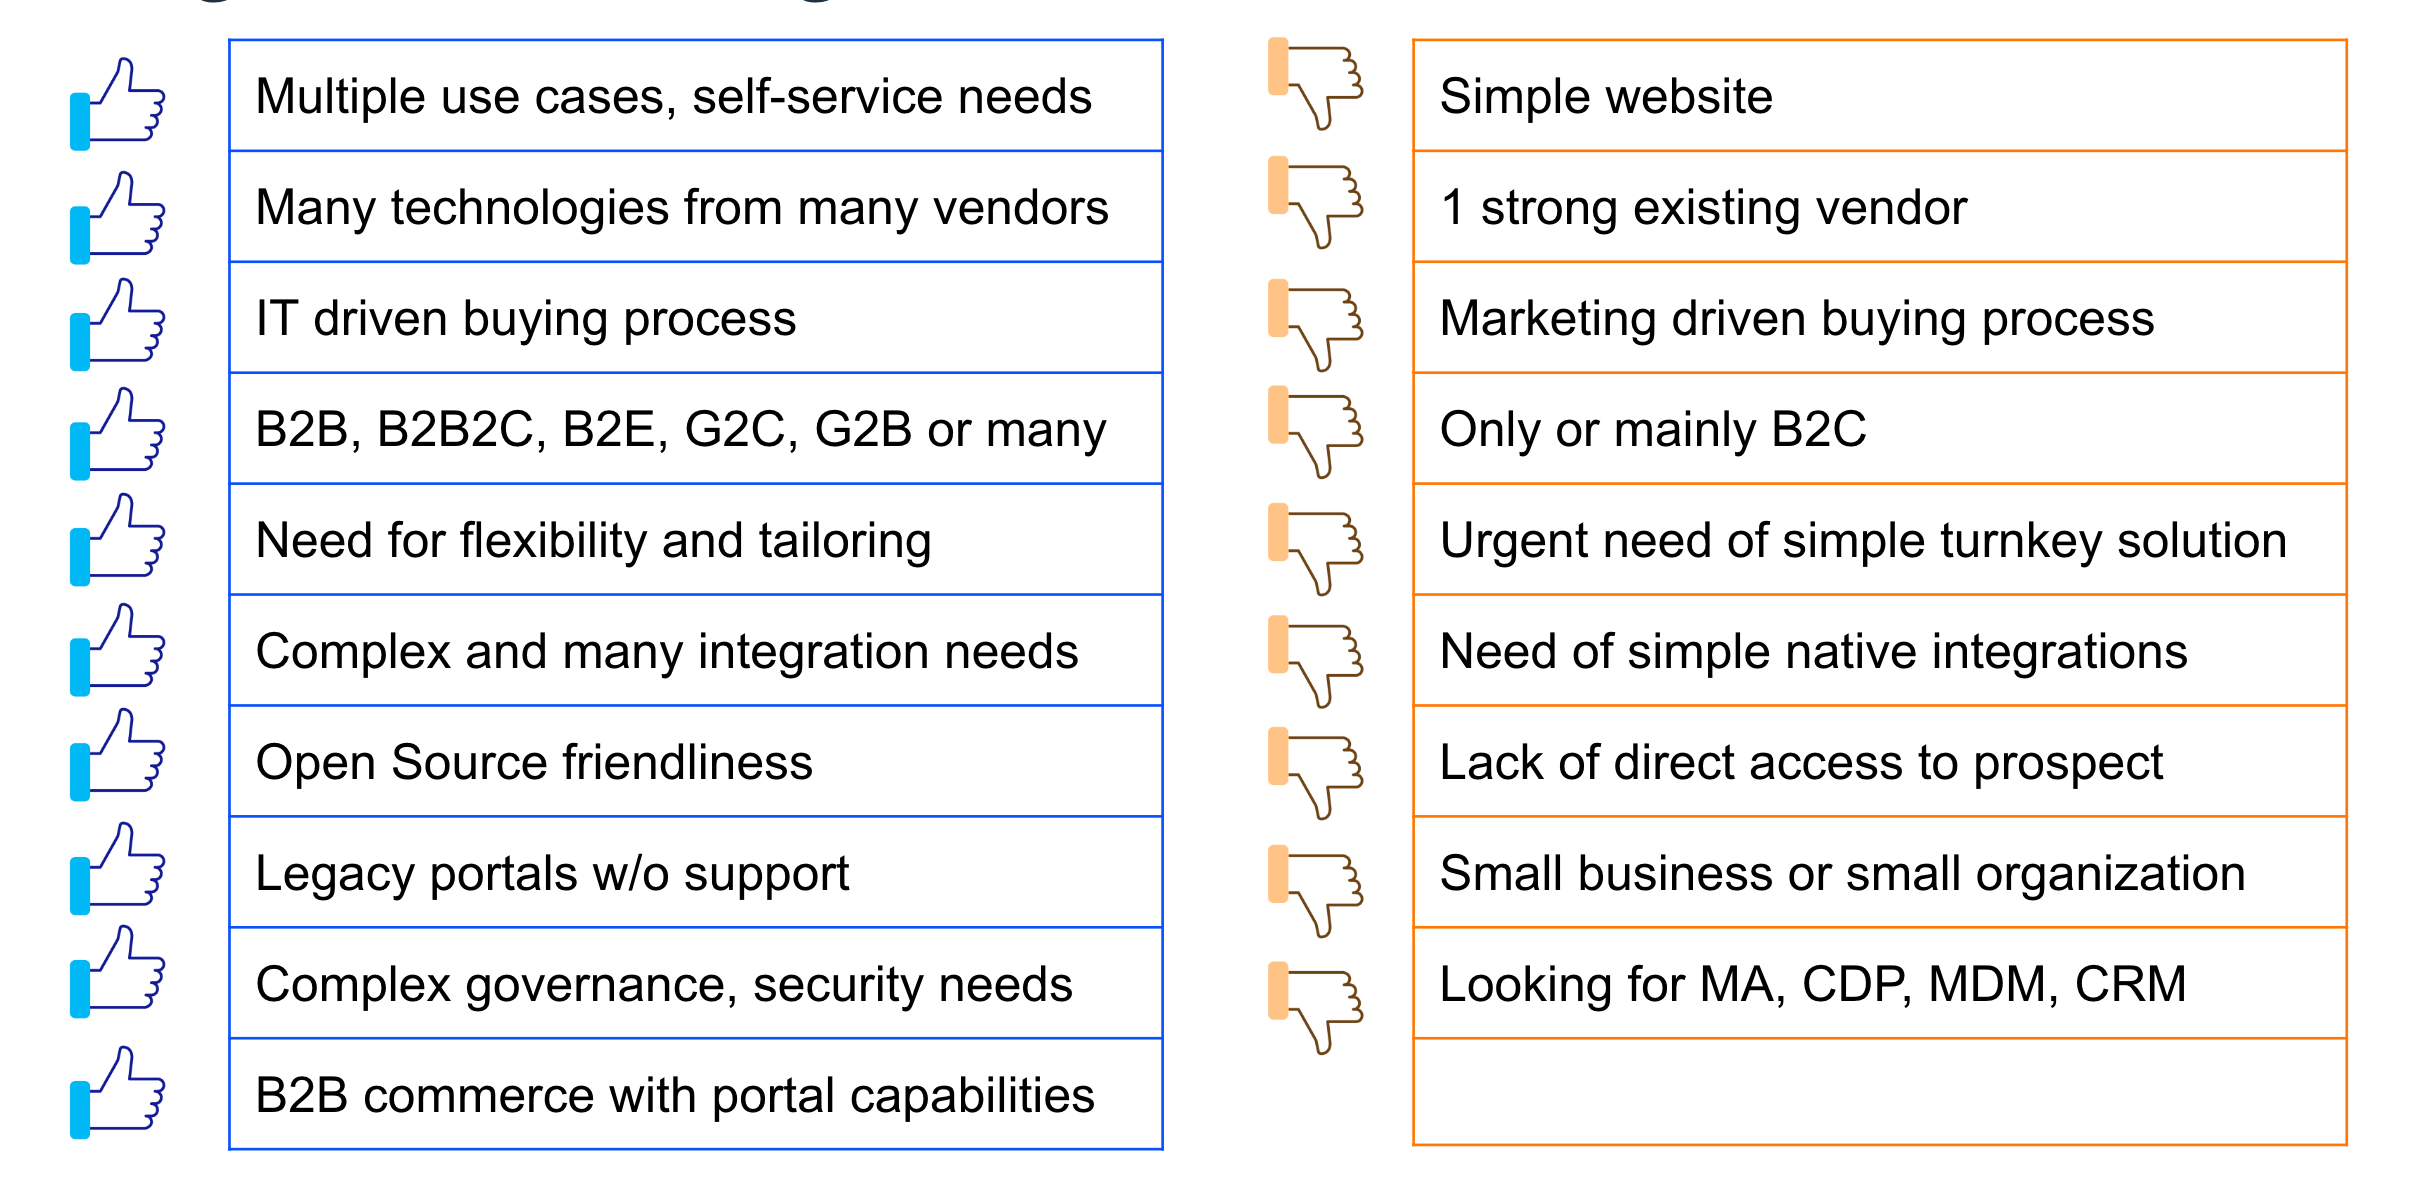 Multiple use cases, self-service needs
Many technologies from many vendors
IT driven buying process
B2B, B2B2C, B2E, G2C, G2B or many
Need for flexibility and tailoring
Complex and many integration needs
Open Source friendliness
Legacy portals w/o support
Complex governance, security needs
B2B commerce with portal capabilities
Simple website
1 strong existing vendor
Marketing driven buying process
Only or mainly B2C
Urgent need of simple turnkey solution
Need of simple native integrations
Lack of direct access to prospect
Small business or small organization
Looking for MA, CDP, MDM, CRM